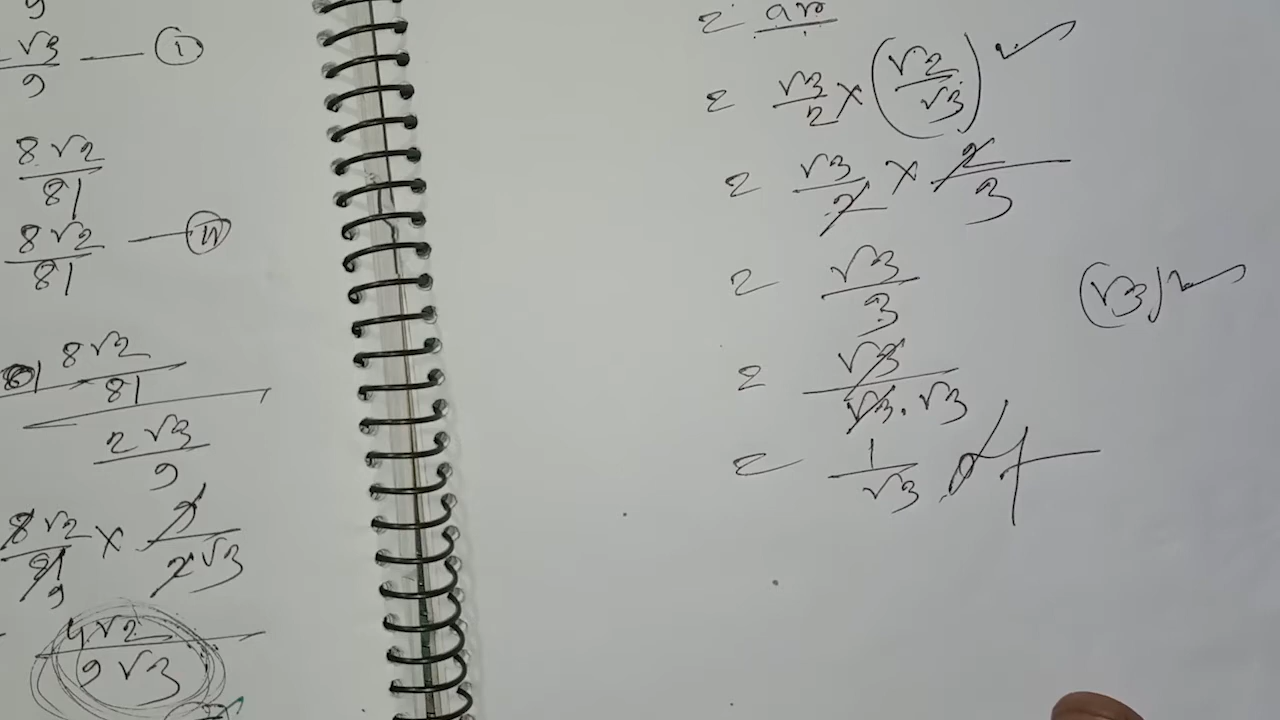 9
√3/9 — (I)
8√2/81
8√2/81 — (II)
8√2/81
2√3/9
8√2/81 × 9/2√3
9
4√2/9√3
= ar
= √3/2 × (√2/√3)²
= √3/2 × 2/3
= √3/3
(√3)²
= √3/√3.√3
= 1/√3